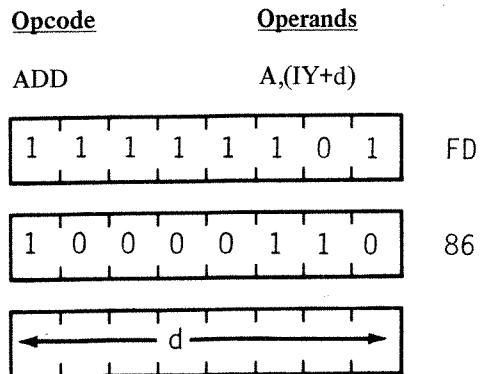 Opcode Operands
ADD A,(IY+d)
1 1 1 1 1 1 0 1 FD
1 0 0 0 0 1 1 0 86
d